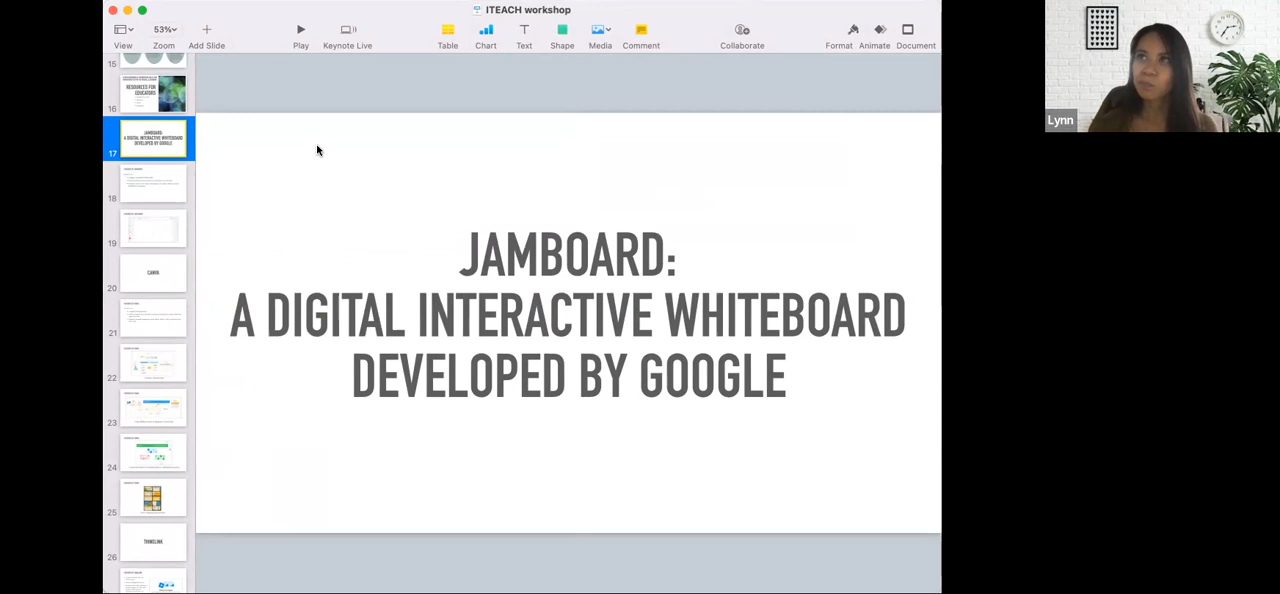 ITEACH workshop
53%
View
Zoom
Add Slide
Play
Keynote Live
Table
Chart
Text
Shape
Media
Comment
Collaborate
Format
Animate
Document
15
RESOURCES FOR
EDUCATORS
16
JAMBOARD:
A DIGITAL INTERACTIVE WHITEBOARD
DEVELOPED BY GOOGLE
17
18
19
CANVA
20
21
22
23
24
25
THINGLINK
26
JAMBOARD:
A DIGITAL INTERACTIVE WHITEBOARD
DEVELOPED BY GOOGLE
Lynn